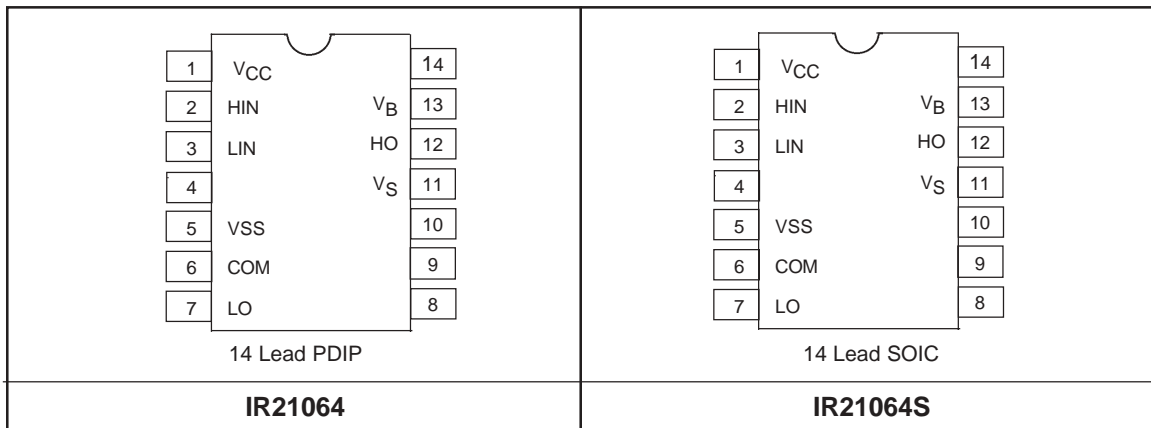 1 VCC 14
2 HIN VB 13
3 LIN HO 12
4 VS 11
5 VSS 10
6 COM 9
7 LO 8
14 Lead PDIP
IR21064
1 VCC 14
2 HIN VB 13
3 LIN HO 12
4 VS 11
5 VSS 10
6 COM 9
7 LO 8
14 Lead SOIC
IR21064S